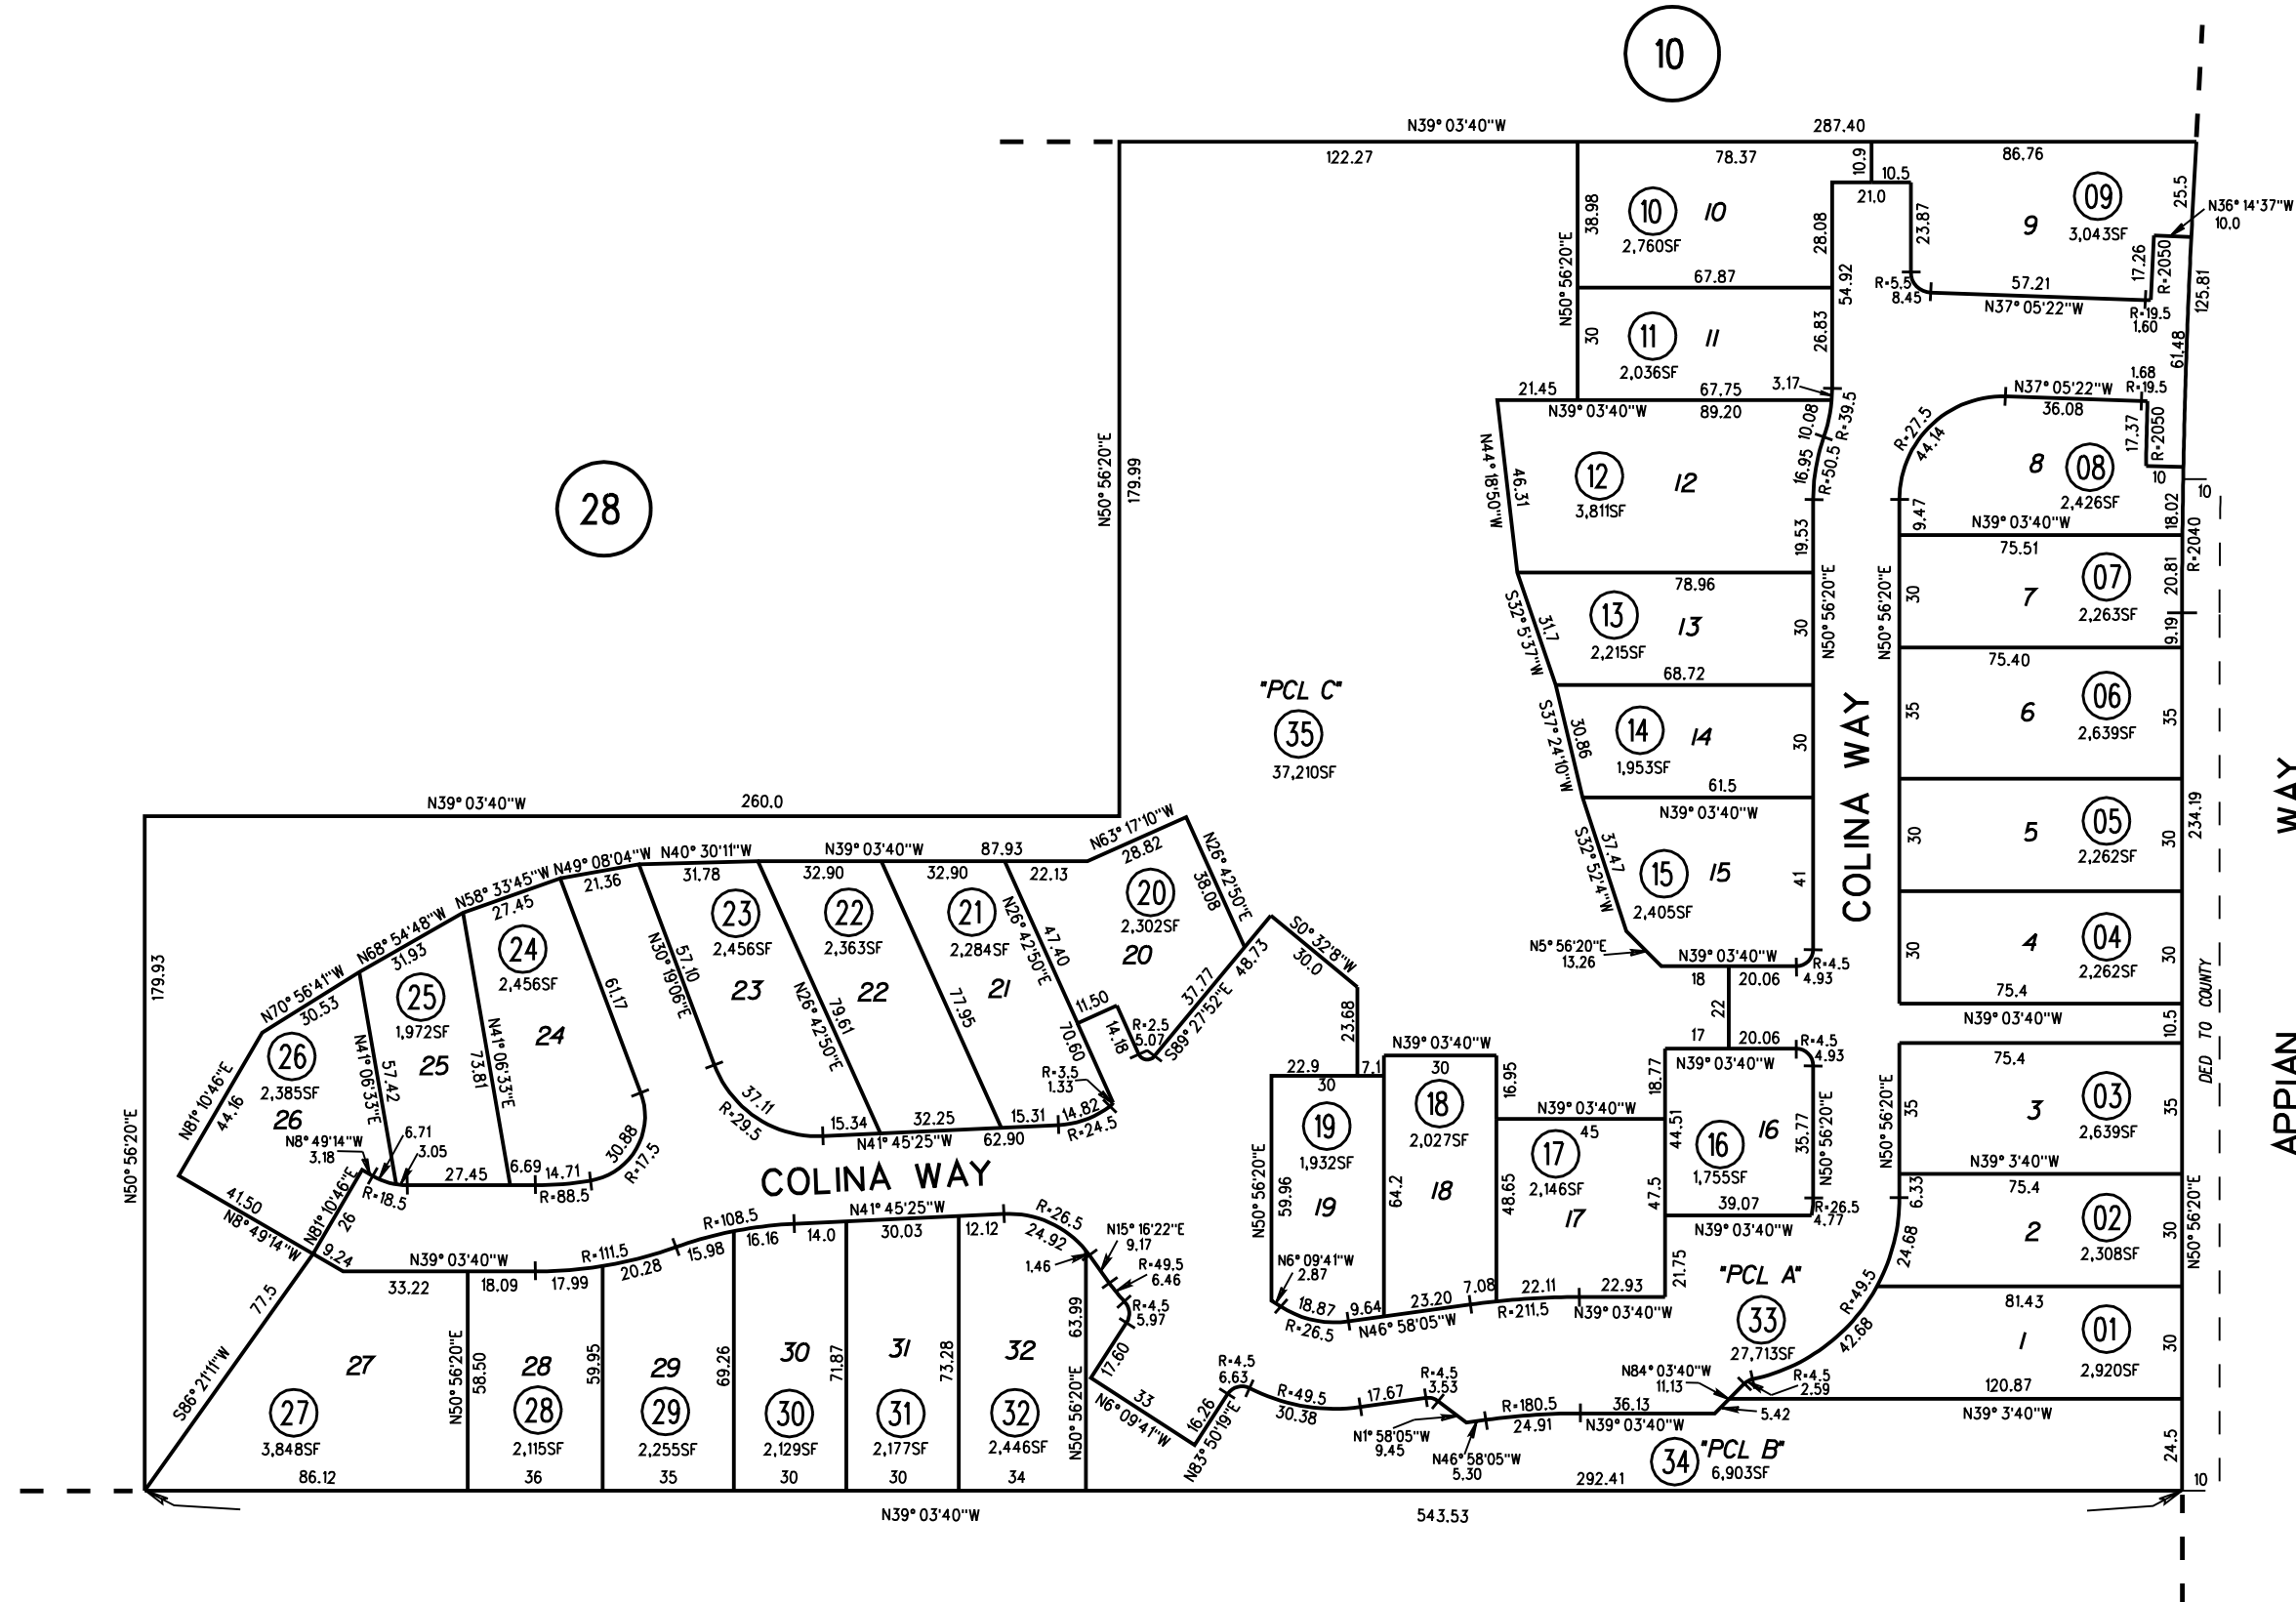 10
N39° 03'40"W
287.40
122.27
78.37
10.9
10.5
21.0
86.76
25.5
N36° 14'37"W
10.0
38.98
10
10
2,760SF
28.08
23.87
09
9
3,043SF
17.26
R=2050
N50° 56'20"E
67.87
54.92
R=5.5
8.45
57.21
N37° 05'22"W
R=19.5
1.60
125.81
30
11
11
2,036SF
26.83
61.48
21.45
67.75
3.17
N39° 03'40"W
89.20
10.08
R=39.5
N37° 05'22"W
36.08
1.68
R=19.5
R=27.5
44.14
17.37
R=2050
N44° 18'50"W
46.31
12
12
3,811SF
16.95
R=50.5
8
08
2,426SF
10
10
28
N50° 56'20"E
179.99
19.53
9.47
N39° 03'40"W
18.02
R=2040
75.51
78.96
S32° 5'37"W
31.7
13
13
2,215SF
30
N50° 56'20"E
N50° 56'20"E
30
7
07
2,263SF
20.81
9.19
68.72
75.40
"PCL C"
35
37,210SF
S37° 24'10"W
30.86
14
14
1,953SF
30
35
6
06
2,639SF
35
61.5
N39° 03'40"W
COLINA WAY
WAY
234.19
N39° 03'40"W
260.0
S32° 52'4"W
37.47
15
15
2,405SF
41
30
5
05
2,262SF
30
N63° 17'10"W
28.82
N26° 42'50"E
38.08
N70° 56'41"W
30.53
N68° 54'48"W
31.93
N58° 33'45"W
27.45
N49° 08'04"W
21.36
N40° 30'11"W
31.78
N39° 03'40"W
87.93
32.90
32.90
22.13
20
2,302SF
20
N5° 56'20"E
13.26
N39° 03'40"W
18
20.06
R=4.5
4.93
30
4
04
2,262SF
30
75.4
N39° 03'40"W
10.5
DED TO COUNTY
179.93
24
2,456SF
24
23
2,456SF
23
22
2,363SF
22
21
2,284SF
21
N30° 19'06"E
57.10
61.17
N26° 42'50"E
79.61
77.95
N26° 42'50"E
47.40
70.60
11.50
14.18
R=2.5
5.07
37.77
S89° 27'52"E
48.73
S0° 32'8"W
30.0
23.68
22
25
1,972SF
25
26
2,385SF
26
N81° 10'46"E
44.16
N41° 06'33"E
57.42
N41° 06'33"E
73.81
N39° 03'40"W
30
17
20.06
N39° 03'40"W
R=4.5
4.93
22.9
30
7.1
16.95
18.77
75.4
APPIAN
R=3.5
1.33
37.11
R=29.5
15.34
32.25
15.31
14.82
R=24.5
N41° 45'25"W
62.90
19
1,932SF
19
18
2,027SF
18
N39° 03'40"W
45
17
2,146SF
17
44.51
16
16
1,755SF
35.77
N50° 56'20"E
N50° 56'20"E
35
3
03
2,639SF
35
N50° 56'20"E
N8° 49'14"W
3.18
6.71
3.05
R=18.5
27.45
6.69
14.71
R=88.5
30.88
R=17.5
COLINA WAY
N50° 56'20"E
59.96
64.2
48.65
47.5
39.07
N39° 03'40"W
R=26.5
4.77
N39° 3'40"W
75.4
6.33
2
02
2,308SF
30
N50° 56'20"E
41.50
N8° 49'14"W
N81° 10'46"E
26
9.24
N39° 03'40"W
33.22
18.09
17.99
R=111.5
20.28
15.98
R=108.5
16.16
14.0
N41° 45'25"W
30.03
12.12
R=26.5
24.92
1.46
N15° 16'22"E
9.17
R=49.5
6.46
R=4.5
5.97
N6° 09'41"W
2.87
18.87
R=26.5
9.64
23.20
N46° 58'05"W
7.08
22.11
R=211.5
22.93
N39° 03'40"W
21.75
"PCL A"
33
27,713SF
24.68
R=49.5
42.68
81.43
1
01
2,920SF
30
77.5
S86° 21'11"W
27
27
3,848SF
86.12
N50° 56'20"E
58.50
28
28
2,115SF
36
59.95
29
29
2,255SF
35
69.26
30
30
2,129SF
30
71.87
31
31
2,177SF
30
73.28
32
32
2,446SF
34
63.99
N50° 56'20"E
17.60
33
N6° 09'41"W
16.26
N83° 50'19"E
R=4.5
6.63
R=49.5
30.38
17.67
R=4.5
3.53
N1° 58'05"W
9.45
N46° 58'05"W
5.30
R=180.5
24.91
36.13
N39° 03'40"W
N84° 03'40"W
11.13
R=4.5
2.59
5.42
120.87
N39° 3'40"W
34
"PCL B"
6,903SF
24.5
292.41
10
N39° 03'40"W
543.53